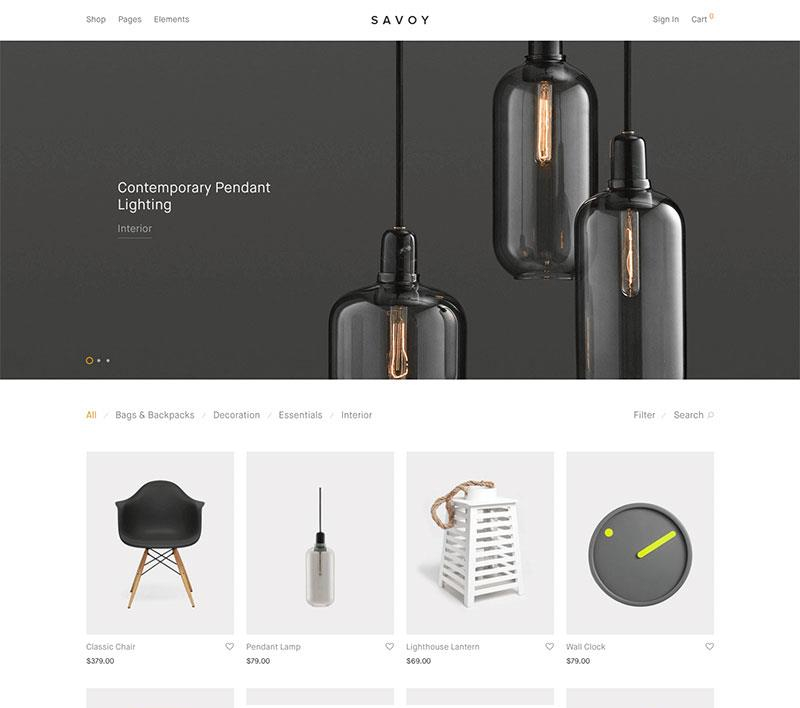 Shop Pages Elements
SAVOY
Sign In Cart 0
Contemporary Pendant
Lighting
Interior
All / Bags & Backpacks / Decoration / Essentials / Interior
Filter / Search
Classic Chair
$379.00
Pendant Lamp
$79.00
Lighthouse Lantern
$69.00
Wall Clock
$79.00